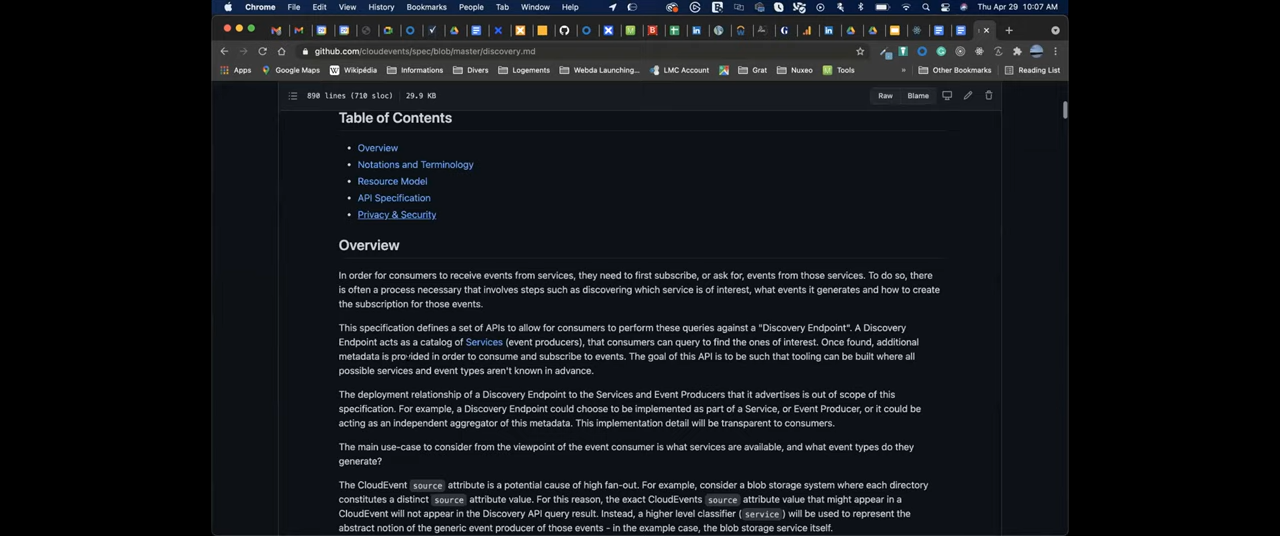 Chrome File Edit View History Bookmarks People Tab Window Help Thu Apr 29 10:07 AM
github.com/cloudevents/spec/blob/master/discovery.md
Apps Google Maps Wikipédia Informations Divers Logements Webda Launching... LMC Account Grat Nuxeo Tools » Other Bookmarks Reading List
890 lines (710 sloc) 29.9 KB Raw Blame
Table of Contents
• Overview
• Notations and Terminology
• Resource Model
• API Specification
• Privacy & Security
Overview
In order for consumers to receive events from services, they need to first subscribe, or ask for, events from those services. To do so, there
is often a process necessary that involves steps such as discovering which service is of interest, what events it generates and how to create
the subscription for those events.
This specification defines a set of APIs to allow for consumers to perform these queries against a "Discovery Endpoint". A Discovery
Endpoint acts as a catalog of Services (event producers), that consumers can query to find the ones of interest. Once found, additional
metadata is provided in order to consume and subscribe to events. The goal of this API is to be such that tooling can be built where all
possible services and event types aren't known in advance.
The deployment relationship of a Discovery Endpoint to the Services and Event Producers that it advertises is out of scope of this
specification. For example, a Discovery Endpoint could choose to be implemented as part of a Service, or Event Producer, or it could be
acting as an independent aggregator of this metadata. This implementation detail will be transparent to consumers.
The main use-case to consider from the viewpoint of the event consumer is what services are available, and what event types do they
generate?
The CloudEvent source attribute is a potential cause of high fan-out. For example, consider a blob storage system where each directory
constitutes a distinct source attribute value. For this reason, the exact CloudEvents source attribute value that might appear in a
CloudEvent will not appear in the Discovery API query result. Instead, a higher level classifier ( service ) will be used to represent the
abstract notion of the generic event producer of those events - in the example case, the blob storage service itself.